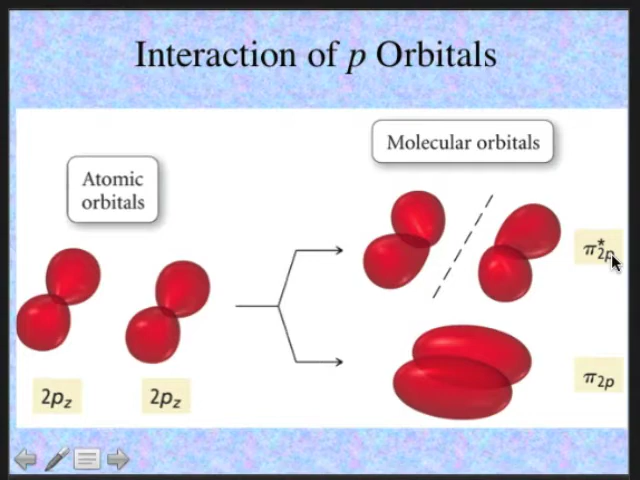 Interaction of p Orbitals
Molecular orbitals
Atomic
orbitals
π*2p
2pz
2pz
π2p